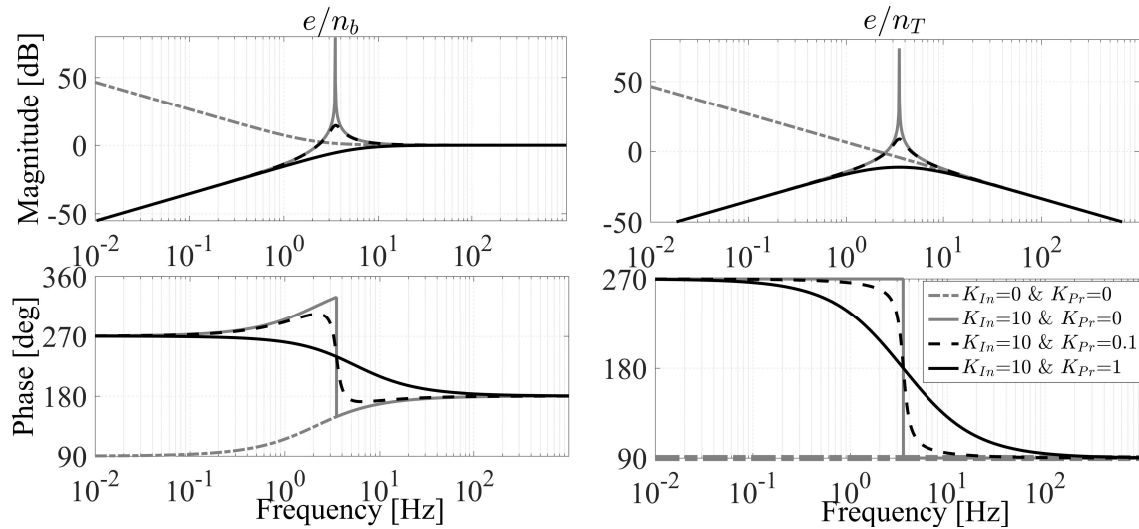 e/n_b
e/n_T
Magnitude [dB]
50
0
-50
10^-2 10^-1 10^0 10^1 10^2
50
0
-50
10^-2 10^-1 10^0 10^1 10^2
Phase [deg]
360
270
180
90
10^-2 10^-1 10^0 10^1 10^2
Frequency [Hz]
270
180
90
K_In=0 & K_Pr=0
K_In=10 & K_Pr=0
K_In=10 & K_Pr=0.1
K_In=10 & K_Pr=1
10^-2 10^-1 10^0 10^1 10^2
Frequency [Hz]